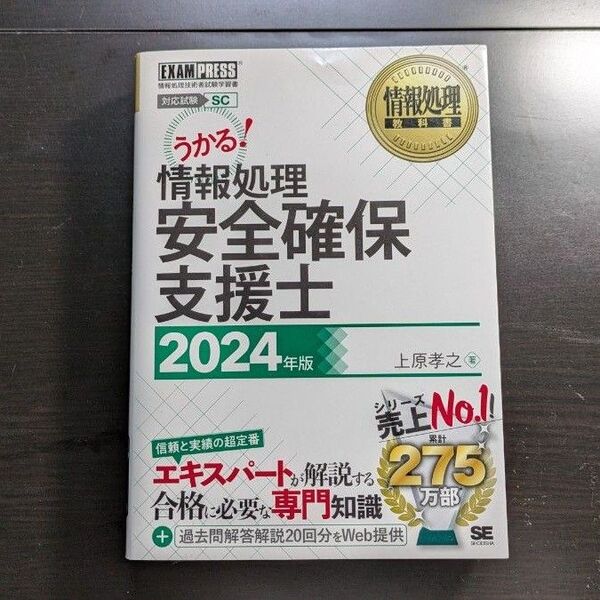 EXAMPRESS®
情報処理技術者試験学習書
対応試験 SC
情報処理
教科書
うかる!
情報処理
安全確保
支援士
2024年版
上原孝之 著
シリーズ
売上No.1!
累計
275
万部
信頼と実績の超定番
エキスパートが解説する
合格に必要な専門知識
+ 過去問解答解説20回分をWeb提供
SE
SHOEISHA